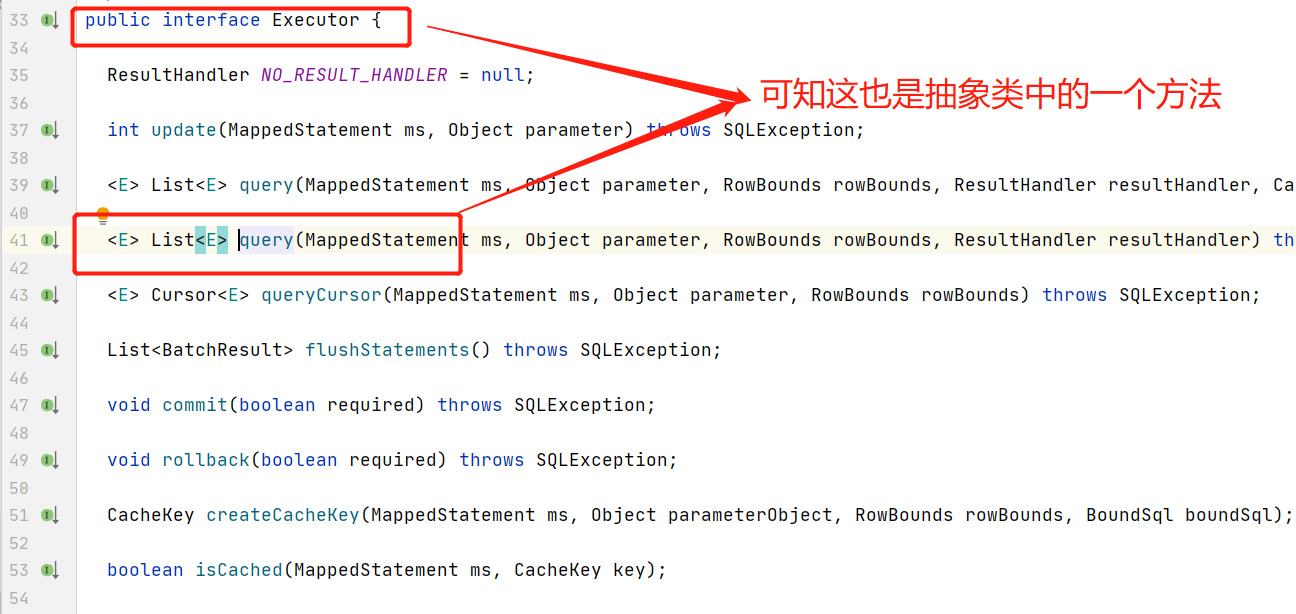 33 public interface Executor {
可知这也是抽象类中的一个方法
34
35 ResultHandler NO_RESULT_HANDLER = null;
36
37 int update(MappedStatement ms, Object parameter) throws SQLException;
38
39 <E> List<E> query(MappedStatement ms, Object parameter, RowBounds rowBounds, ResultHandler resultHandler, Ca
40
41 <E> List<E> query(MappedStatement ms, Object parameter, RowBounds rowBounds, ResultHandler resultHandler) th
42
43 <E> Cursor<E> queryCursor(MappedStatement ms, Object parameter, RowBounds rowBounds) throws SQLException;
44
45 List<BatchResult> flushStatements() throws SQLException;
46
47 void commit(boolean required) throws SQLException;
48
49 void rollback(boolean required) throws SQLException;
50
51 CacheKey createCacheKey(MappedStatement ms, Object parameterObject, RowBounds rowBounds, BoundSql boundSql);
52
53 boolean isCached(MappedStatement ms, CacheKey key);
54